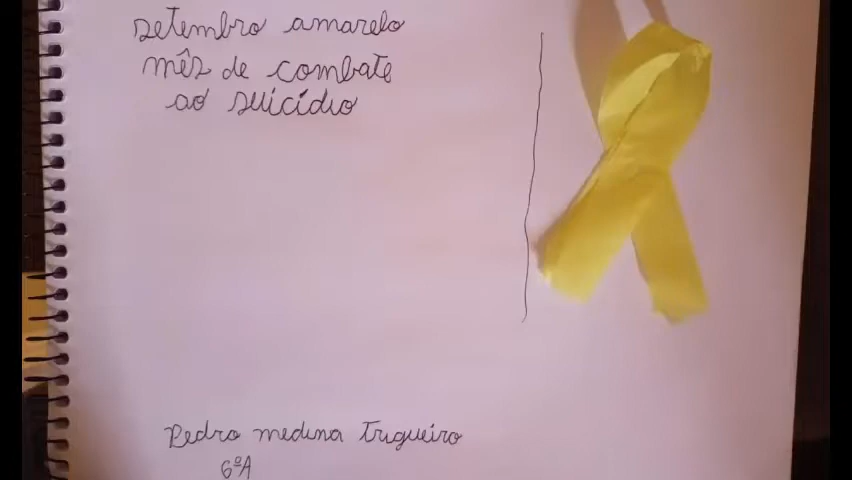 setembro amarelo
mês de combate
ao suicídio
Pedro medina Trigueiro
6ºA